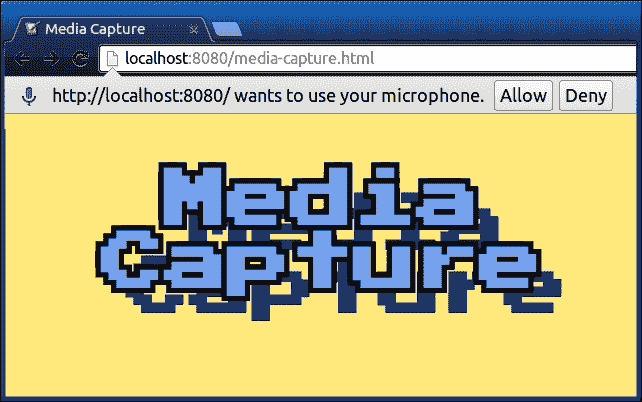 Media Capture
localhost:8080/media-capture.html
http://localhost:8080/ wants to use your microphone. Allow Deny
Media
Capture